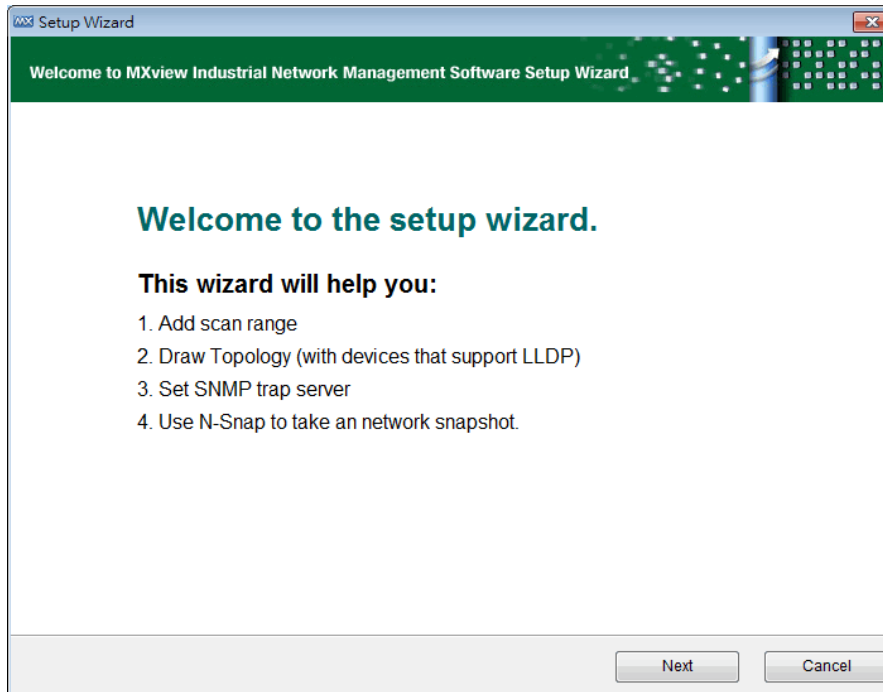 MX Setup Wizard
Welcome to MXview Industrial Network Management Software Setup Wizard
Welcome to the setup wizard.
This wizard will help you:
1. Add scan range
2. Draw Topology (with devices that support LLDP)
3. Set SNMP trap server
4. Use N-Snap to take an network snapshot.
Next Cancel